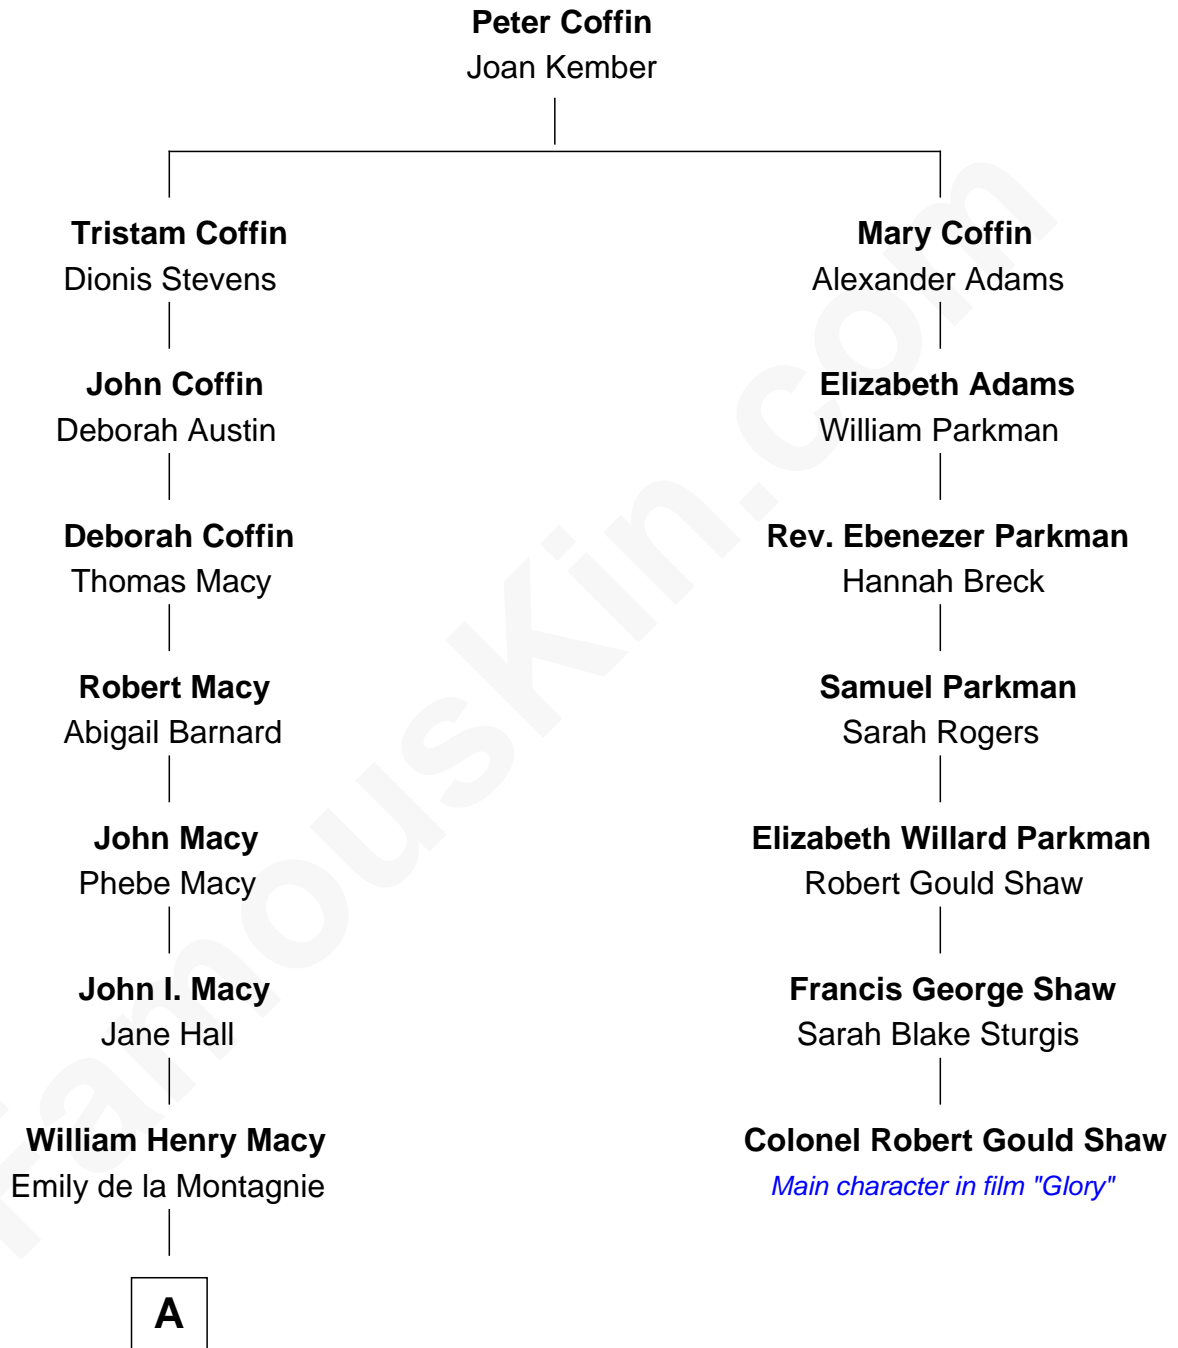 Peter Coffin
Joan Kember
Tristam Coffin
Dionis Stevens
John Coffin
Deborah Austin
Deborah Coffin
Thomas Macy
Robert Macy
Abigail Barnard
John Macy
Phebe Macy
John I. Macy
Jane Hall
William Henry Macy
Emily de la Montagnie
A
Mary Coffin
Alexander Adams
Elizabeth Adams
William Parkman
Rev. Ebenezer Parkman
Hannah Breck
Samuel Parkman
Sarah Rogers
Elizabeth Willard Parkman
Robert Gould Shaw
Francis George Shaw
Sarah Blake Sturgis
Colonel Robert Gould Shaw
Main character in film "Glory"
FamousKin.com